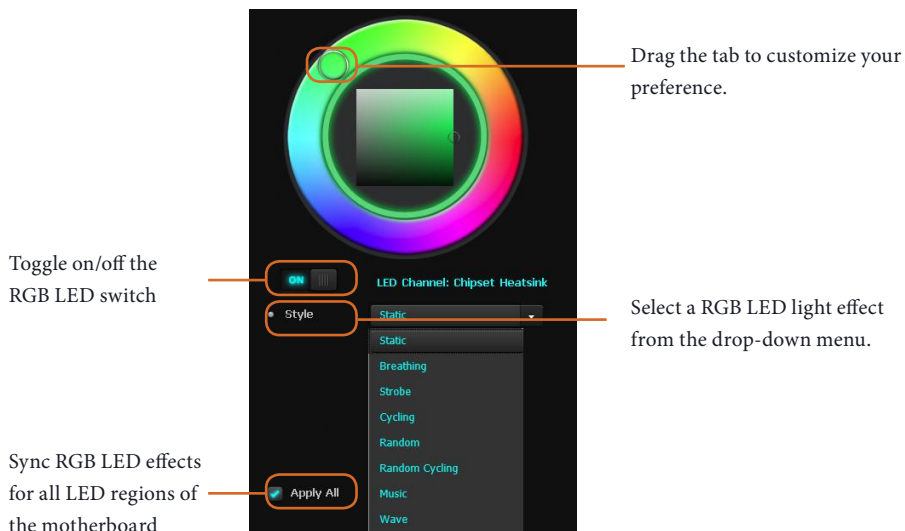 Drag the tab to customize your
preference.
Toggle on/off the
RGB LED switch
ON
LED Channel: Chipset Heatsink
Style
Static
Select a RGB LED light effect
from the drop-down menu.
Static
Breathing
Strobe
Cycling
Random
Random Cycling
Music
Wave
Sync RGB LED effects
for all LED regions of
the motherboard
Apply All